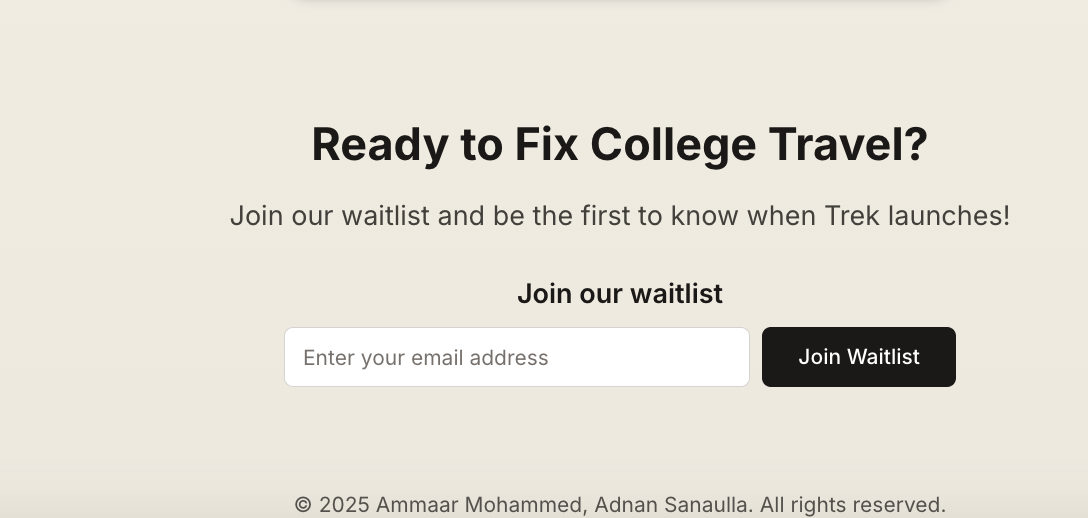 Ready to Fix College Travel?
Join our waitlist and be the first to know when Trek launches!
Join our waitlist
Enter your email address
Join Waitlist
© 2025 Ammaar Mohammed, Adnan Sanaulla. All rights reserved.